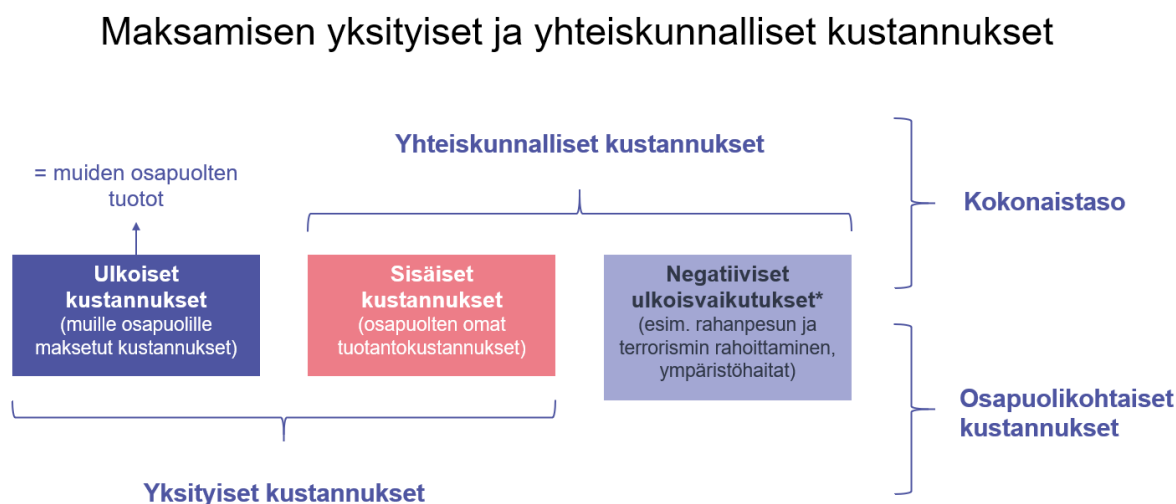 Maksamisen yksityiset ja yhteiskunnalliset kustannukset
Yhteiskunnalliset kustannukset
= muiden osapuolten
tuotot
Kokonaistaso
Ulkoiset
kustannukset
(muille osapuolille
maksetut kustannukset)
Sisäiset
kustannukset
(osapuolten omat
tuotantokustannukset)
Negatiiviset
ulkoisvaikutukset*
(esim. rahanpesun ja
terrorismin rahoittaminen,
ympäristöhaitat)
Osapuolikohtaiset
kustannukset
Yksityiset kustannukset